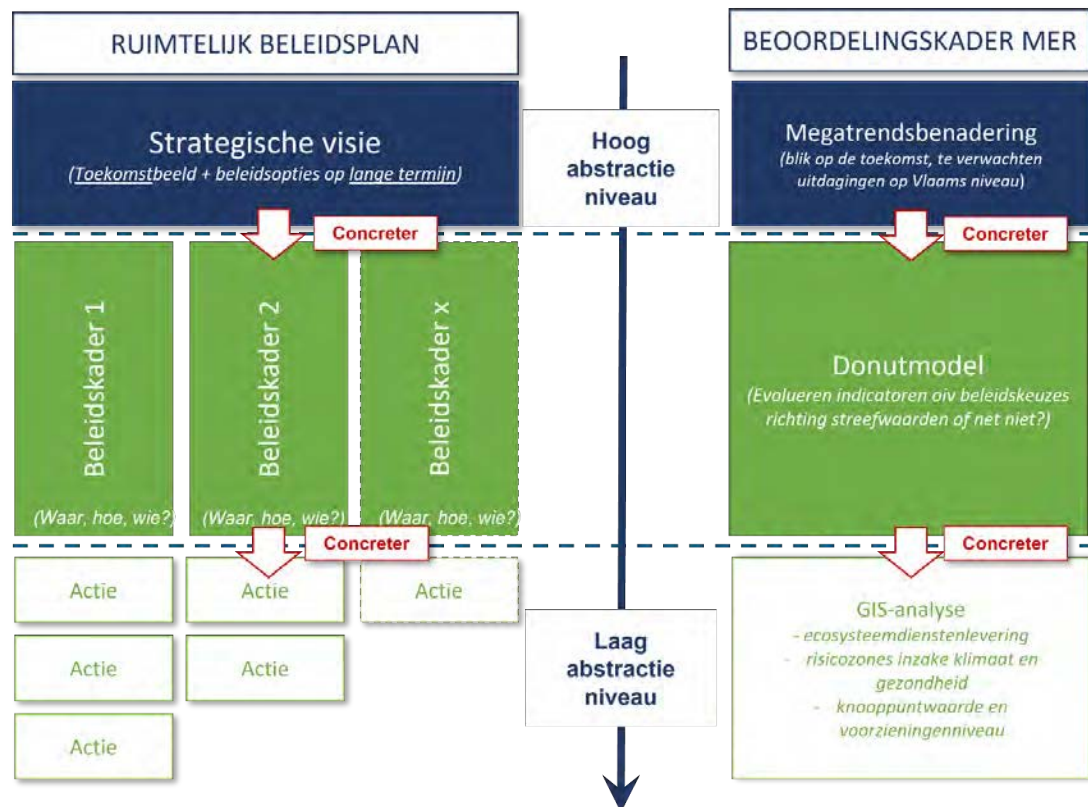 RUIMTELIJK BELEIDSPLAN
Strategische visie
(Toekomstbeeld + beleidsopties op lange termijn)
Concreter
Beleidskader 1
(Waar, hoe, wie?)
Beleidskader 2
(Waar, hoe, wie?)
Beleidskader x
(Waar, hoe, wie?)
Concreter
Actie
Actie
Actie
Actie
Actie
Actie
Hoog
abstractie
niveau
Laag
abstractie
niveau
BEOORDELINGSKADER MER
Megatrendsbenadering
(blik op de toekomst, te verwachten
uitdagingen op Vlaams niveau)
Concreter
Donutmodel
(Evalueren indicatoren oiv beleidskeuzes
richting streefwaarden of net niet?)
Concreter
GIS-analyse
- ecosysteemdienstenlevering
- risicozones inzake klimaat en
gezondheid
- knooppuntwaarde en
voorzieningenniveau